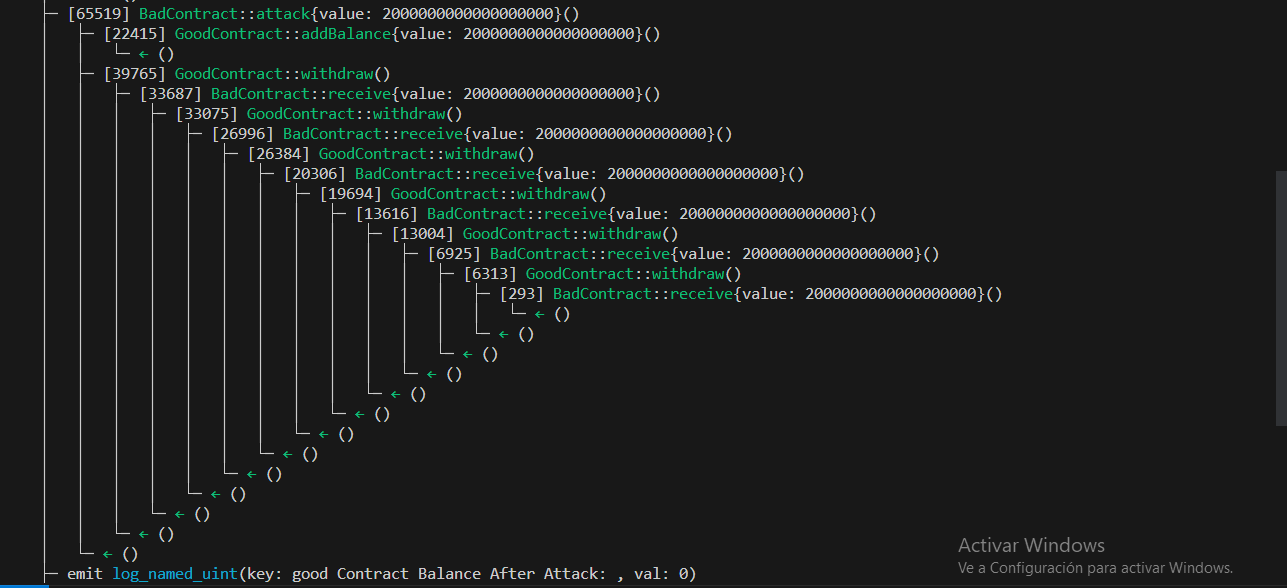 [65519] BadContract::attack{value: 2000000000000000000}()
[22415] GoodContract::addBalance{value: 2000000000000000000}()
← ()
[39765] GoodContract::withdraw()
[33687] BadContract::receive{value: 2000000000000000000}()
[33075] GoodContract::withdraw()
[26996] BadContract::receive{value: 2000000000000000000}()
[26384] GoodContract::withdraw()
[20306] BadContract::receive{value: 2000000000000000000}()
[19694] GoodContract::withdraw()
[13616] BadContract::receive{value: 2000000000000000000}()
[13004] GoodContract::withdraw()
[6925] BadContract::receive{value: 2000000000000000000}()
[6313] GoodContract::withdraw()
[293] BadContract::receive{value: 2000000000000000000}()
← ()
← ()
← ()
← ()
← ()
← ()
← ()
← ()
← ()
← ()
← ()
← ()
← ()
emit log_named_uint(key: good Contract Balance After Attack: , val: 0)
Activar Windows
Ve a Configuración para activar Windows.